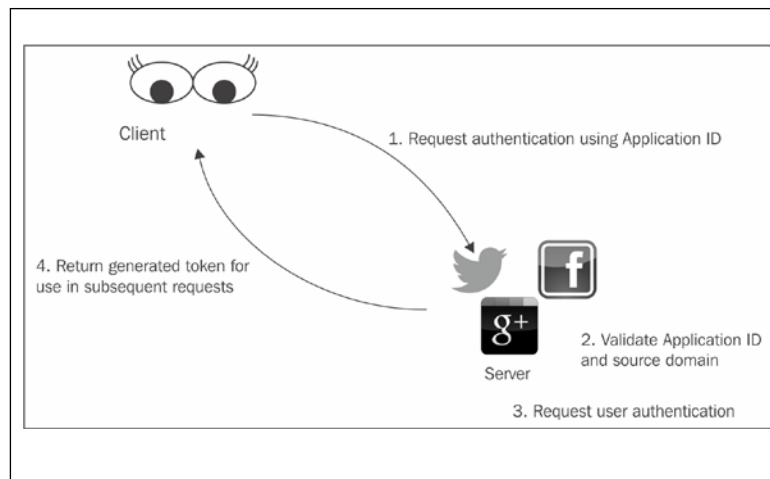 Client
1. Request authentication using Application ID
4. Return generated token for
use in subsequent requests
f
g+
2. Validate Application ID
and source domain
Server
3. Request user authentication